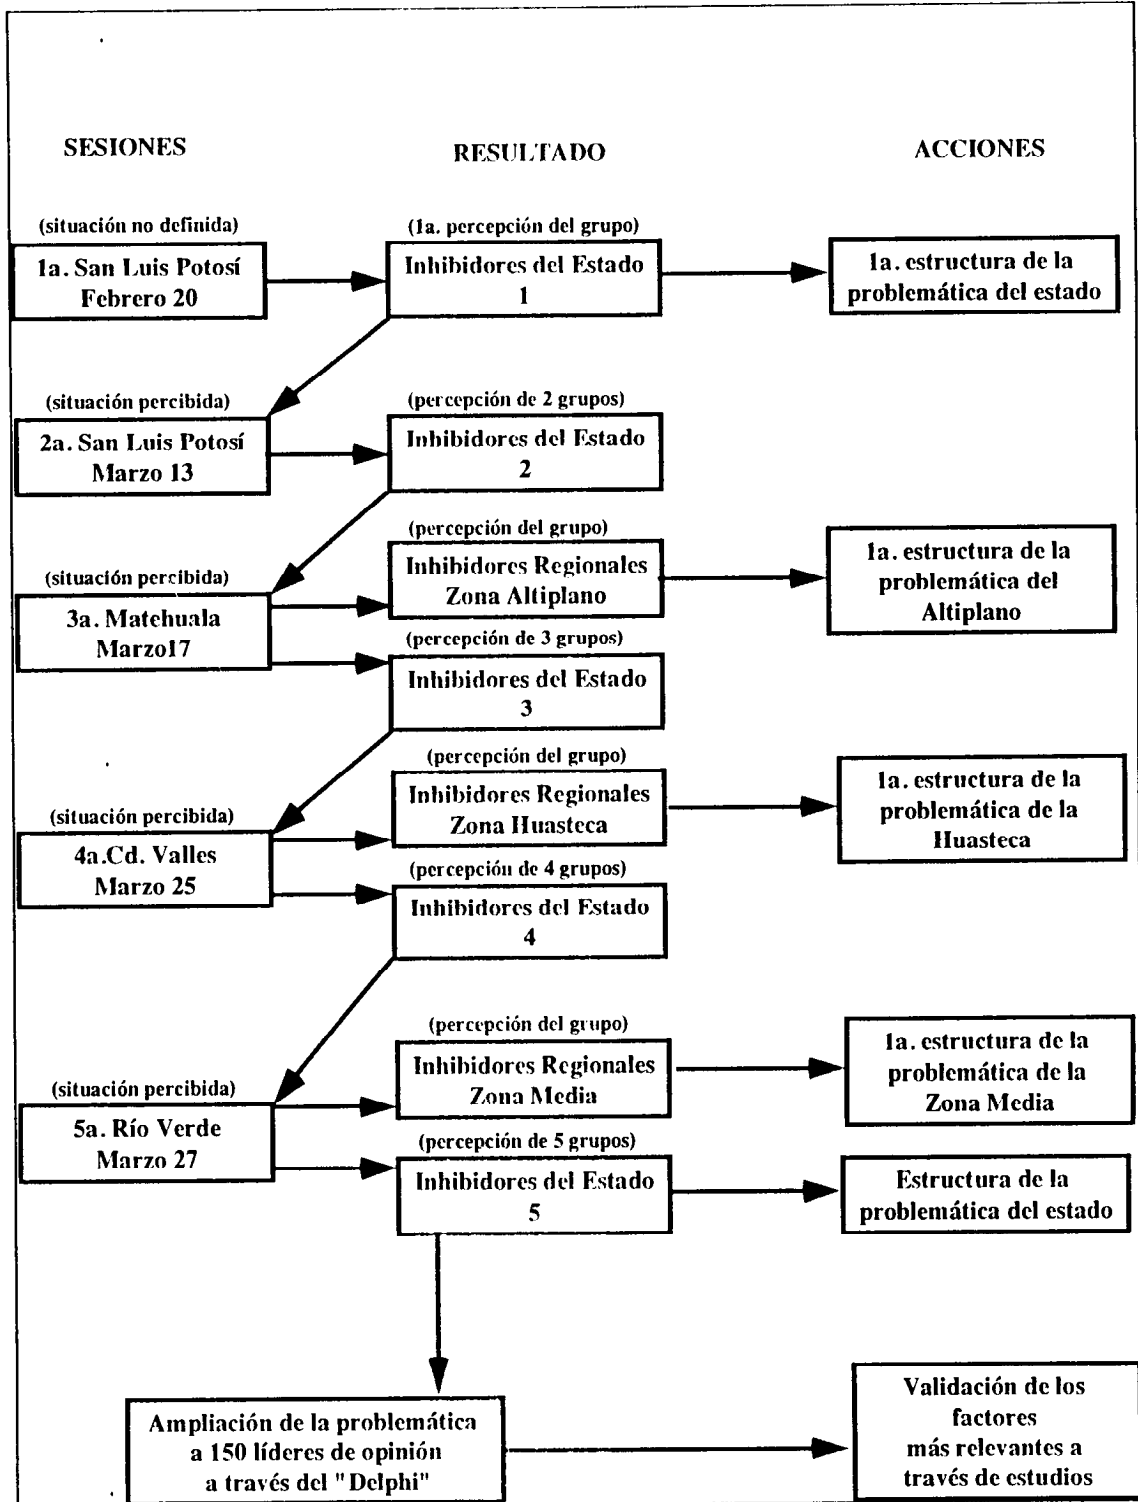 SESIONES
RESULTADO
ACCIONES
(situación no definida)
1a. San Luis Potosí
Febrero 20
(1a. percepción del grupo)
Inhibidores del Estado
1
1a. estructura de la
problemática del estado
(situación percibida)
2a. San Luis Potosí
Marzo 13
(percepción de 2 grupos)
Inhibidores del Estado
2
(situación percibida)
3a. Matehuala
Marzo17
(percepción del grupo)
Inhibidores Regionales
Zona Altiplano
1a. estructura de la
problemática del
Altiplano
(percepción de 3 grupos)
Inhibidores del Estado
3
(situación percibida)
4a.Cd. Valles
Marzo 25
(percepción del grupo)
Inhibidores Regionales
Zona Huasteca
1a. estructura de la
problemática de la
Huasteca
(percepción de 4 grupos)
Inhibidores del Estado
4
(situación percibida)
5a. Río Verde
Marzo 27
(percepción del grupo)
Inhibidores Regionales
Zona Media
1a. estructura de la
problemática de la
Zona Media
(percepción de 5 grupos)
Inhibidores del Estado
5
Estructura de la
problemática del estado
Ampliación de la problemática
a 150 líderes de opinión
a través del "Delphi"
Validación de los
factores
más relevantes a
través de estudios